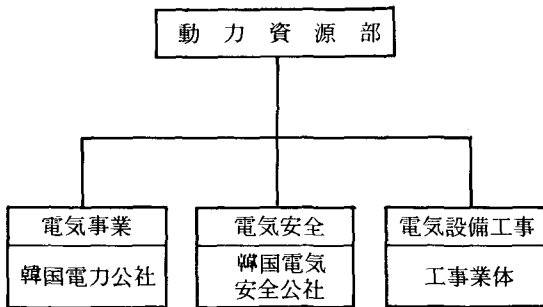 動力資源部
電気事業
韓国電力公社
電気安全
韓国電気
安全公社
電気設備工事
工事業体